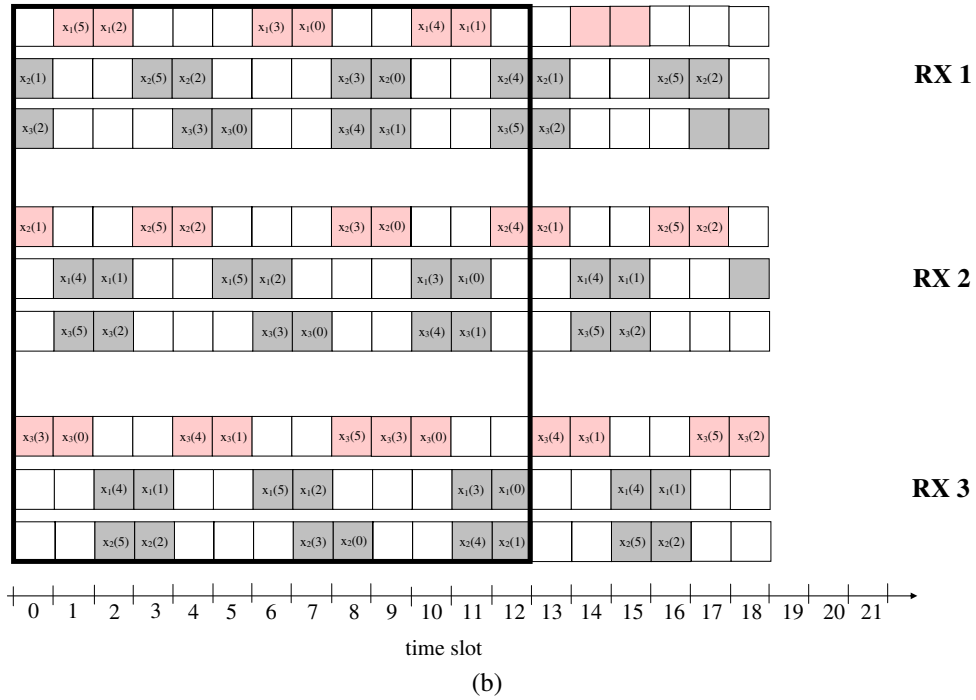 x₁(5) x₁(2) x₁(3) x₁(0) x₁(4) x₁(1)
x₂(1) x₂(5) x₂(2) x₂(3) x₂(0) x₂(4) x₂(1) x₂(5) x₂(2) RX 1
x₃(2) x₃(3) x₃(0) x₃(4) x₃(1) x₃(5) x₃(2)
x₂(1) x₂(5) x₂(2) x₂(3) x₂(0) x₂(4) x₂(1) x₂(5) x₂(2)
x₁(4) x₁(1) x₁(5) x₁(2) x₁(3) x₁(0) x₁(4) x₁(1) RX 2
x₃(5) x₃(2) x₃(3) x₃(0) x₃(4) x₃(1) x₃(5) x₃(2)
x₃(3) x₃(0) x₃(4) x₃(1) x₃(5) x₃(3) x₃(0) x₃(4) x₃(1) x₃(5) x₃(2)
x₁(4) x₁(1) x₁(5) x₁(2) x₁(3) x₁(0) x₁(4) x₁(1) RX 3
x₂(5) x₂(2) x₂(3) x₂(0) x₂(4) x₂(1) x₂(5) x₂(2)
0 1 2 3 4 5 6 7 8 9 10 11 12 13 14 15 16 17 18 19 20 21
time slot
(b)